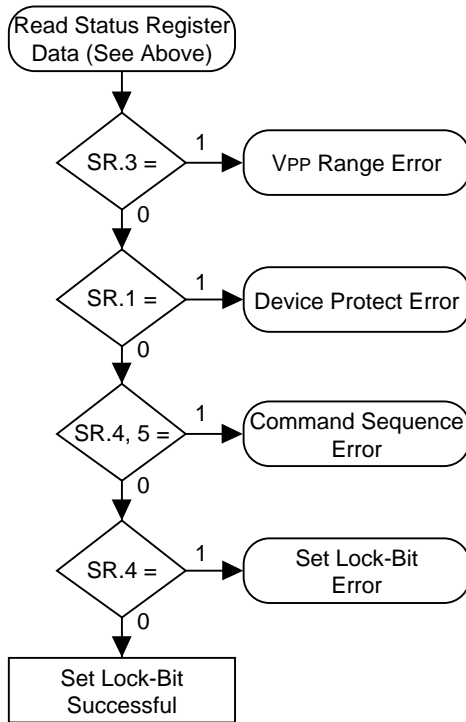 Read Status Register
Data (See Above)
1
SR.3 =
VPP Range Error
0
1
SR.1 =
Device Protect Error
0
1
SR.4, 5 =
Command Sequence
Error
0
1
SR.4 =
Set Lock-Bit
Error
0
Set Lock-Bit
Successful